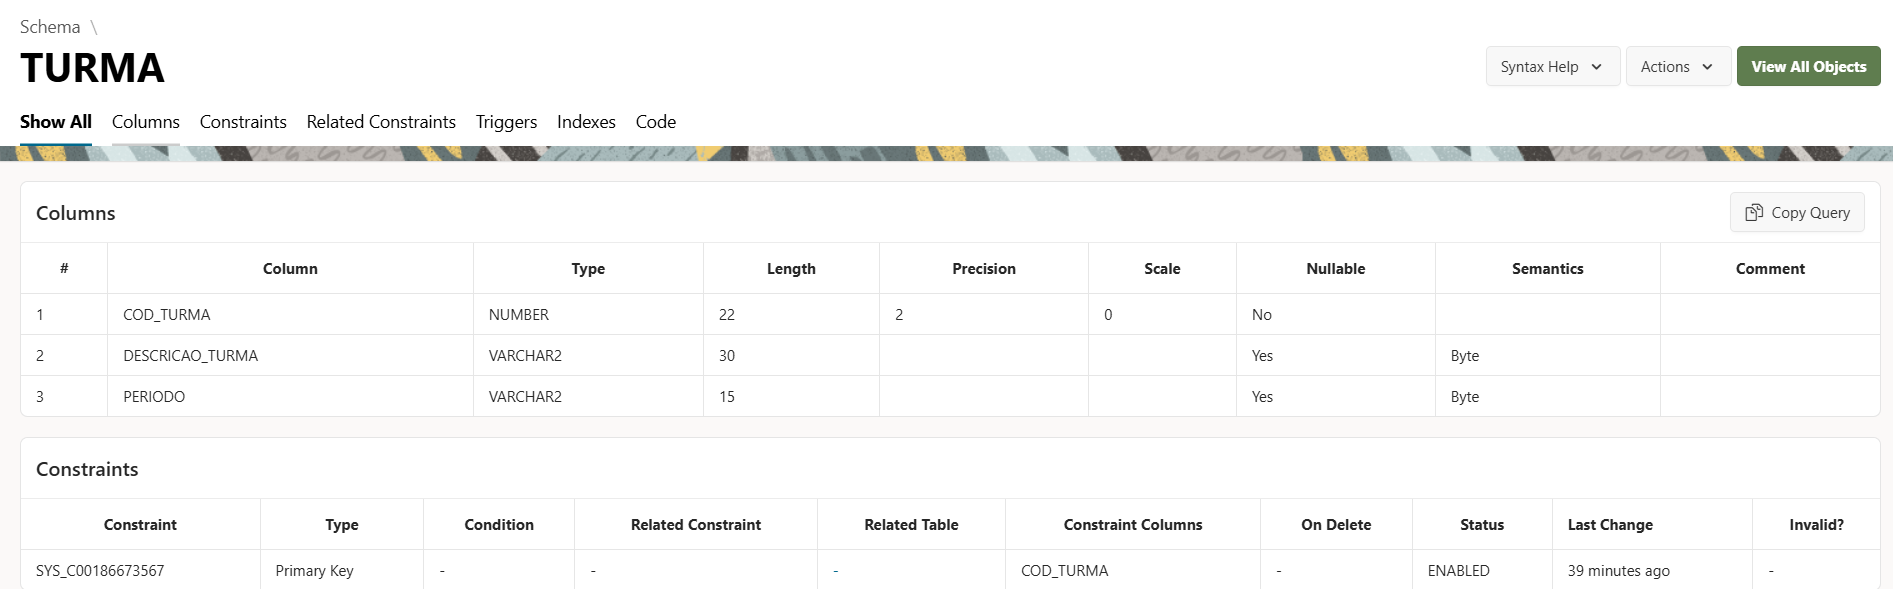 Schema \
TURMA
Syntax Help
Actions
View All Objects
Show All Columns Constraints Related Constraints Triggers Indexes Code
Columns
Copy Query
# Column Type Length Precision Scale Nullable Semantics Comment
1 COD_TURMA NUMBER 22 2 0 No
2 DESCRICAO_TURMA VARCHAR2 30 Yes Byte
3 PERIODO VARCHAR2 15 Yes Byte
Constraints
Constraint Type Condition Related Constraint Related Table Constraint Columns On Delete Status Last Change Invalid?
SYS_C00186673567 Primary Key - - - COD_TURMA - ENABLED 39 minutes ago -